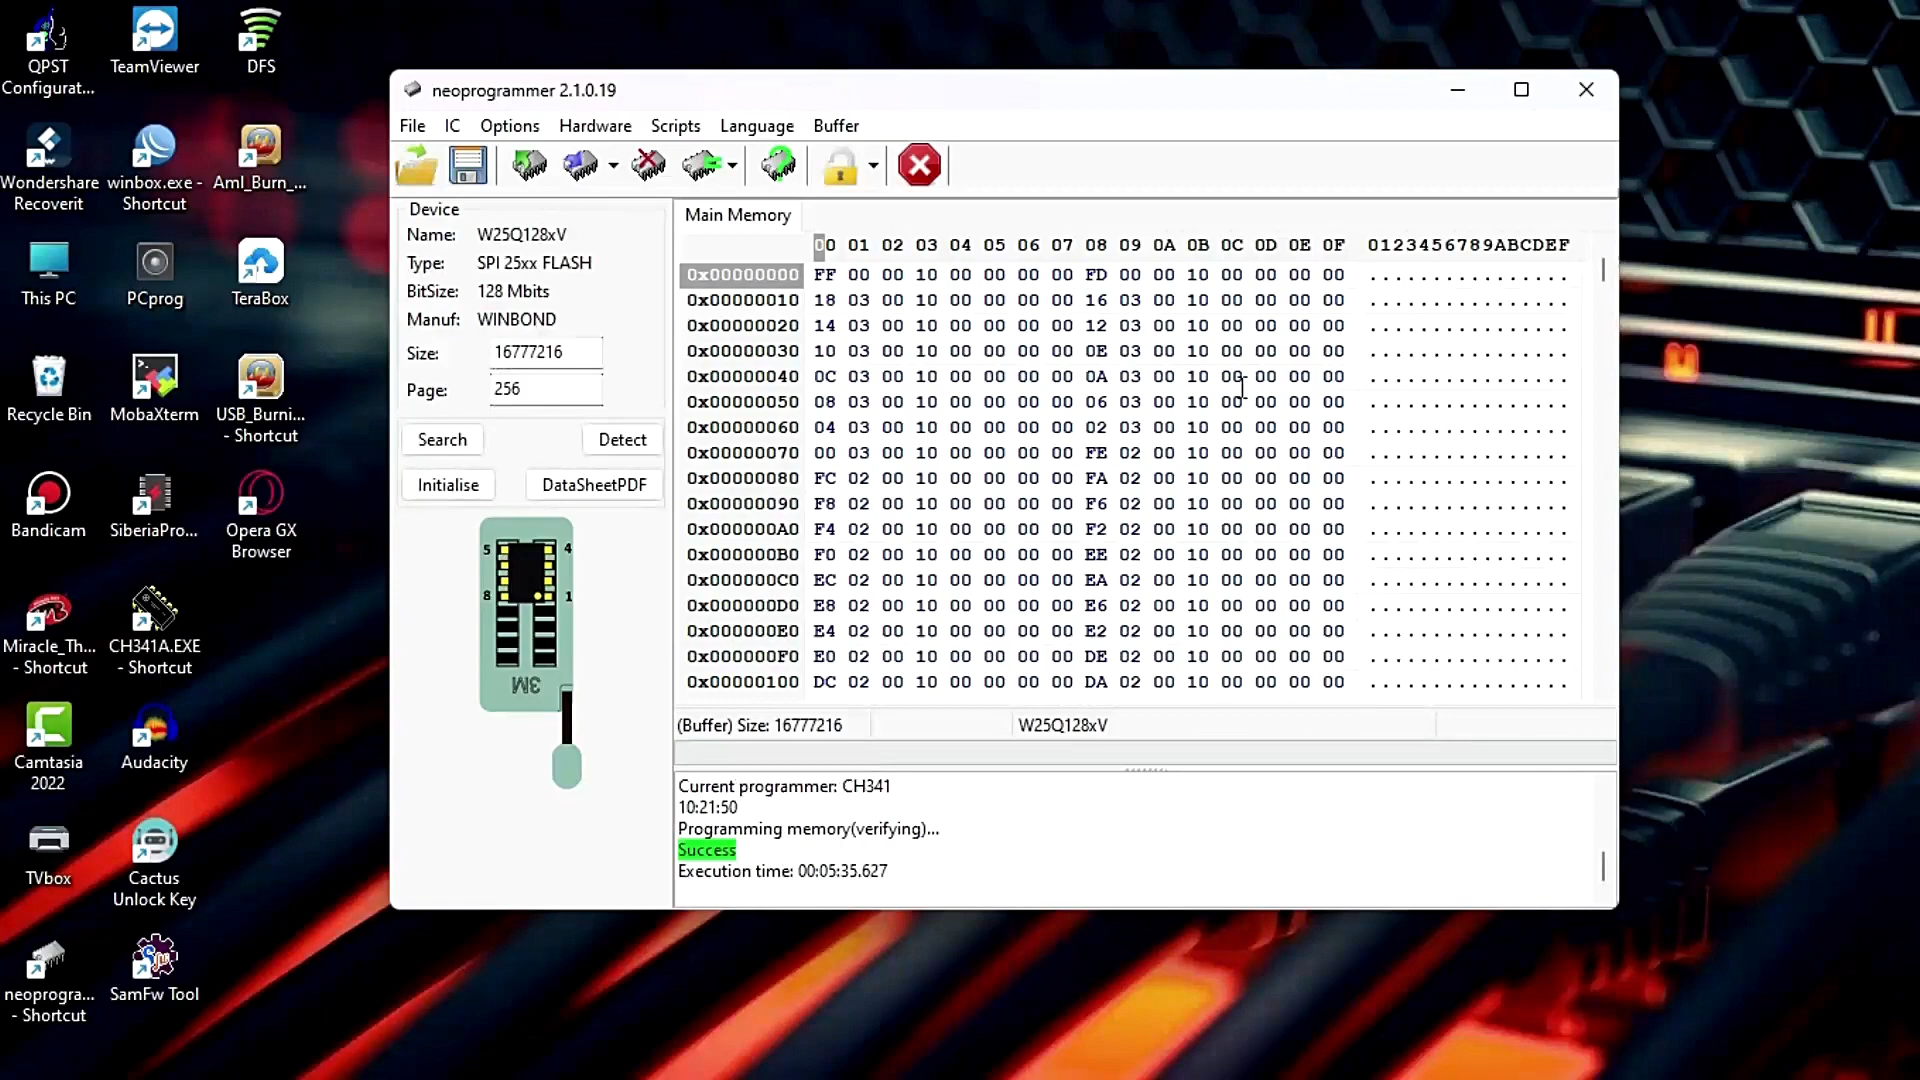 QPST
Configurat...
TeamViewer
DFS
Wondershare
Recoverit
winbox.exe -
Shortcut
Aml_Burn_...
This PC
PCprog
TeraBox
Recycle Bin
MobaXterm
USB_Burni...
- Shortcut
Bandicam
SiberiaPro...
Opera GX
Browser
Miracle_Th...
- Shortcut
CH341A.EXE
- Shortcut
Camtasia
2022
Audacity
TVbox
Cactus
Unlock Key
neoprogra...
- Shortcut
SamFw Tool
neoprogrammer 2.1.0.19
File IC Options Hardware Scripts Language Buffer
Device
Name: W25Q128xV
Type: SPI 25xx FLASH
BitSize: 128 Mbits
Manuf: WINBOND
Size: 16777216
Page: 256
Search Detect
Initialise DataSheetPDF
5 4
8 1
3M
Main Memory
00 01 02 03 04 05 06 07 08 09 0A 0B 0C 0D 0E 0F 0123456789ABCDEF
0x00000000 FF 00 00 10 00 00 00 00 FD 00 00 10 00 00 00 00 ................
0x00000010 18 03 00 10 00 00 00 00 16 03 00 10 00 00 00 00 ................
0x00000020 14 03 00 10 00 00 00 00 12 03 00 10 00 00 00 00 ................
0x00000030 10 03 00 10 00 00 00 00 0E 03 00 10 00 00 00 00 ................
0x00000040 0C 03 00 10 00 00 00 00 0A 03 00 10 00 00 00 00 ................
0x00000050 08 03 00 10 00 00 00 00 06 03 00 10 00 00 00 00 ................
0x00000060 04 03 00 10 00 00 00 00 02 03 00 10 00 00 00 00 ................
0x00000070 00 03 00 10 00 00 00 00 FE 02 00 10 00 00 00 00 ................
0x00000080 FC 02 00 10 00 00 00 00 FA 02 00 10 00 00 00 00 ................
0x00000090 F8 02 00 10 00 00 00 00 F6 02 00 10 00 00 00 00 ................
0x000000A0 F4 02 00 10 00 00 00 00 F2 02 00 10 00 00 00 00 ................
0x000000B0 F0 02 00 10 00 00 00 00 EE 02 00 10 00 00 00 00 ................
0x000000C0 EC 02 00 10 00 00 00 00 EA 02 00 10 00 00 00 00 ................
0x000000D0 E8 02 00 10 00 00 00 00 E6 02 00 10 00 00 00 00 ................
0x000000E0 E4 02 00 10 00 00 00 00 E2 02 00 10 00 00 00 00 ................
0x000000F0 E0 02 00 10 00 00 00 00 DE 02 00 10 00 00 00 00 ................
0x00000100 DC 02 00 10 00 00 00 00 DA 02 00 10 00 00 00 00 ................
(Buffer) Size: 16777216 W25Q128xV
Current programmer: CH341
10:21:50
Programming memory(verifying)...
Success
Execution time: 00:05:35.627